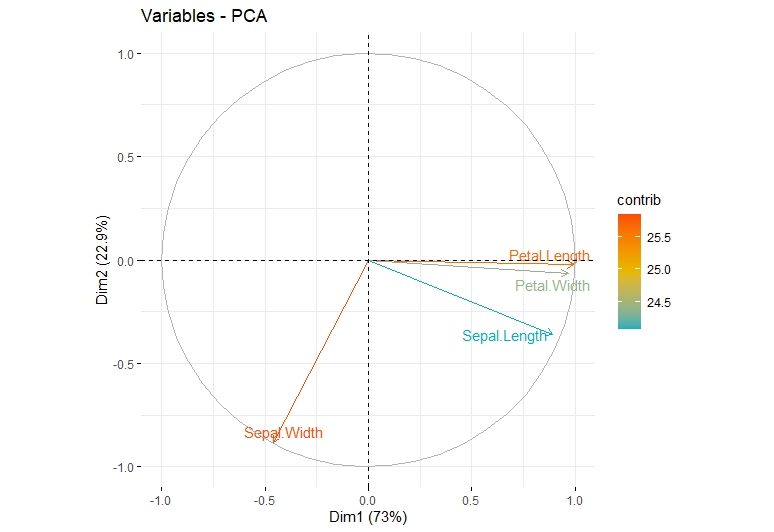 Variables - PCA
1.0
0.5
0.0
-0.5
-1.0
Dim2 (22.9%)
Petal.Length
Petal.Width
Sepal.Length
Sepal.Width
-1.0 -0.5 0.0 0.5 1.0
Dim1 (73%)
contrib
25.5
25.0
24.5